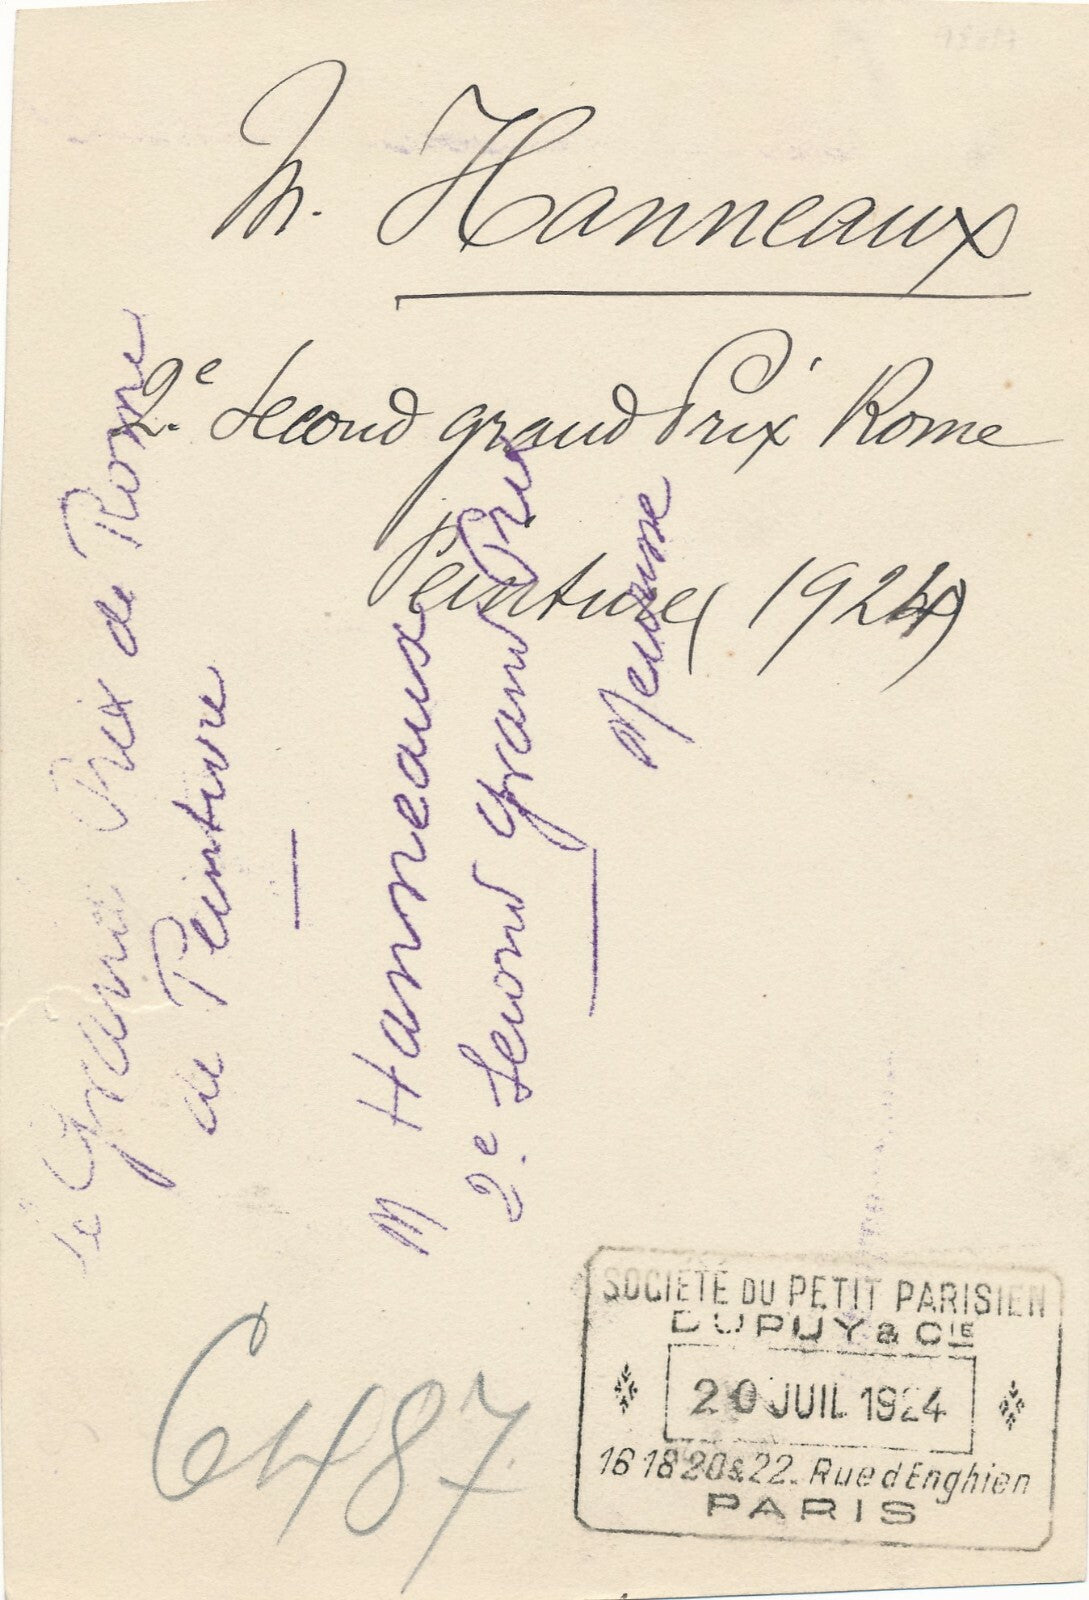 M. Hanneaux
2e Second grand Prix Rome
Peinture (1924)
le Grand Prix de Rome
de Peinture
M Hanneaux
2e Second Grand Prix
Meurisse
6487
SOCIÉTÉ DU PETIT PARISIEN
DUPUY & CIE
20 JUIL 1924
16 18 20 & 22. Rue d'Enghien
PARIS